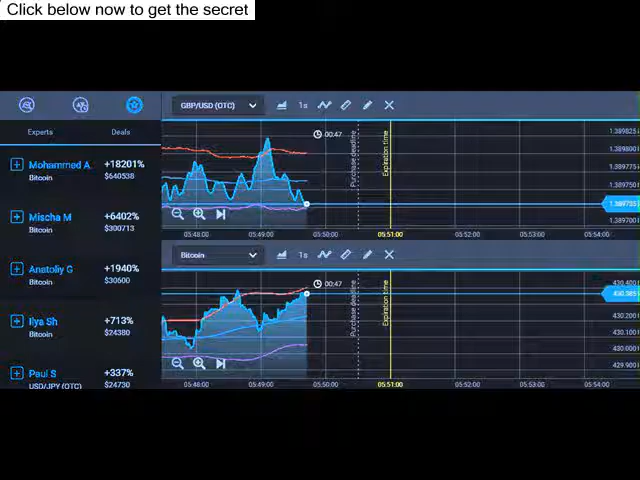 Click below now to get the secret
GBP/USD (OTC)
1s
Experts
Deals
Mohammed A
+18201%
Bitcoin
$640538
Mischa M
+6402%
Bitcoin
$300713
Anatoliy G
+1940%
Bitcoin
$30600
Ilya Sh
+713%
Bitcoin
$24380
Paul S
+337%
USD/JPY (OTC)
$24730
00:47
Purchase deadline
Expiration time
1.389825
1.389800
1.389775
1.389750
1.389735
1.389700
05:48:00
05:49:00
05:50:00
05:51:00
05:52:00
05:53:00
05:54:00
Bitcoin
1s
00:47
Purchase deadline
Expiration time
430.400
430.385
430.200
430.100
430.000
429.900
05:48:00
05:49:00
05:50:00
05:51:00
05:52:00
05:53:00
05:54:00